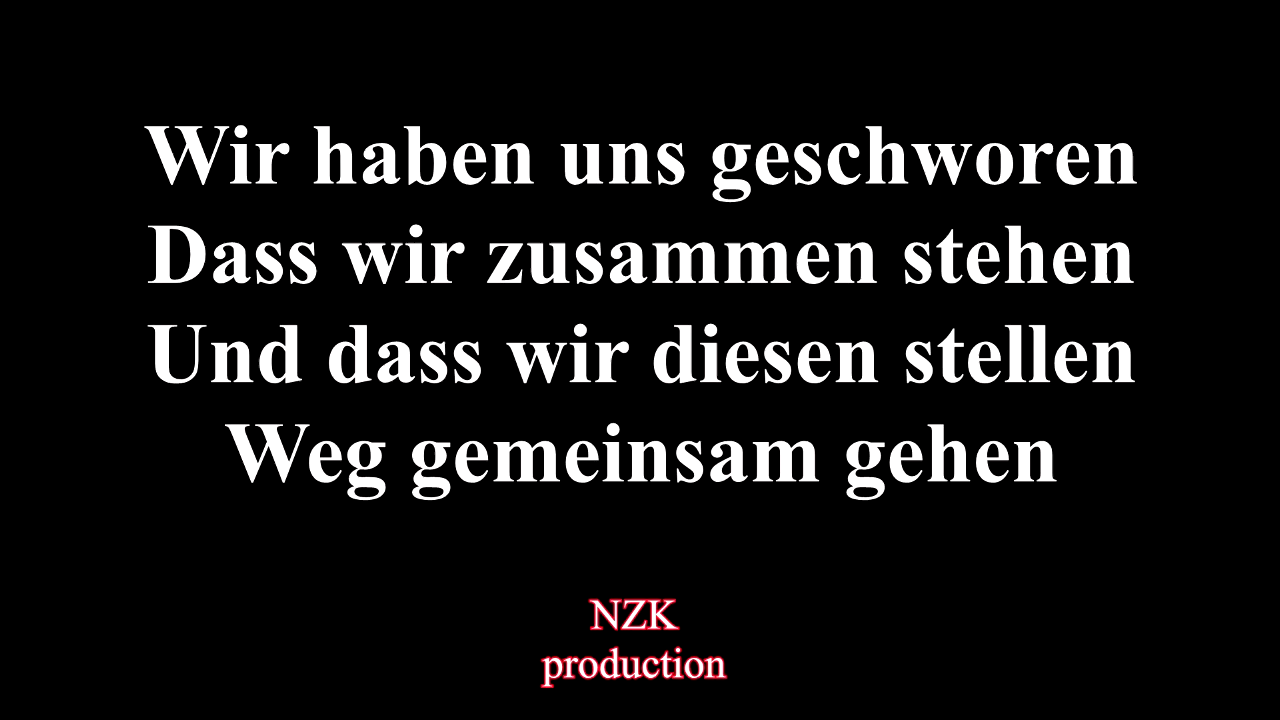 Wir haben uns geschworen
Dass wir zusammen stehen
Und dass wir diesen stellen
Weg gemeinsam gehen
NZK
production